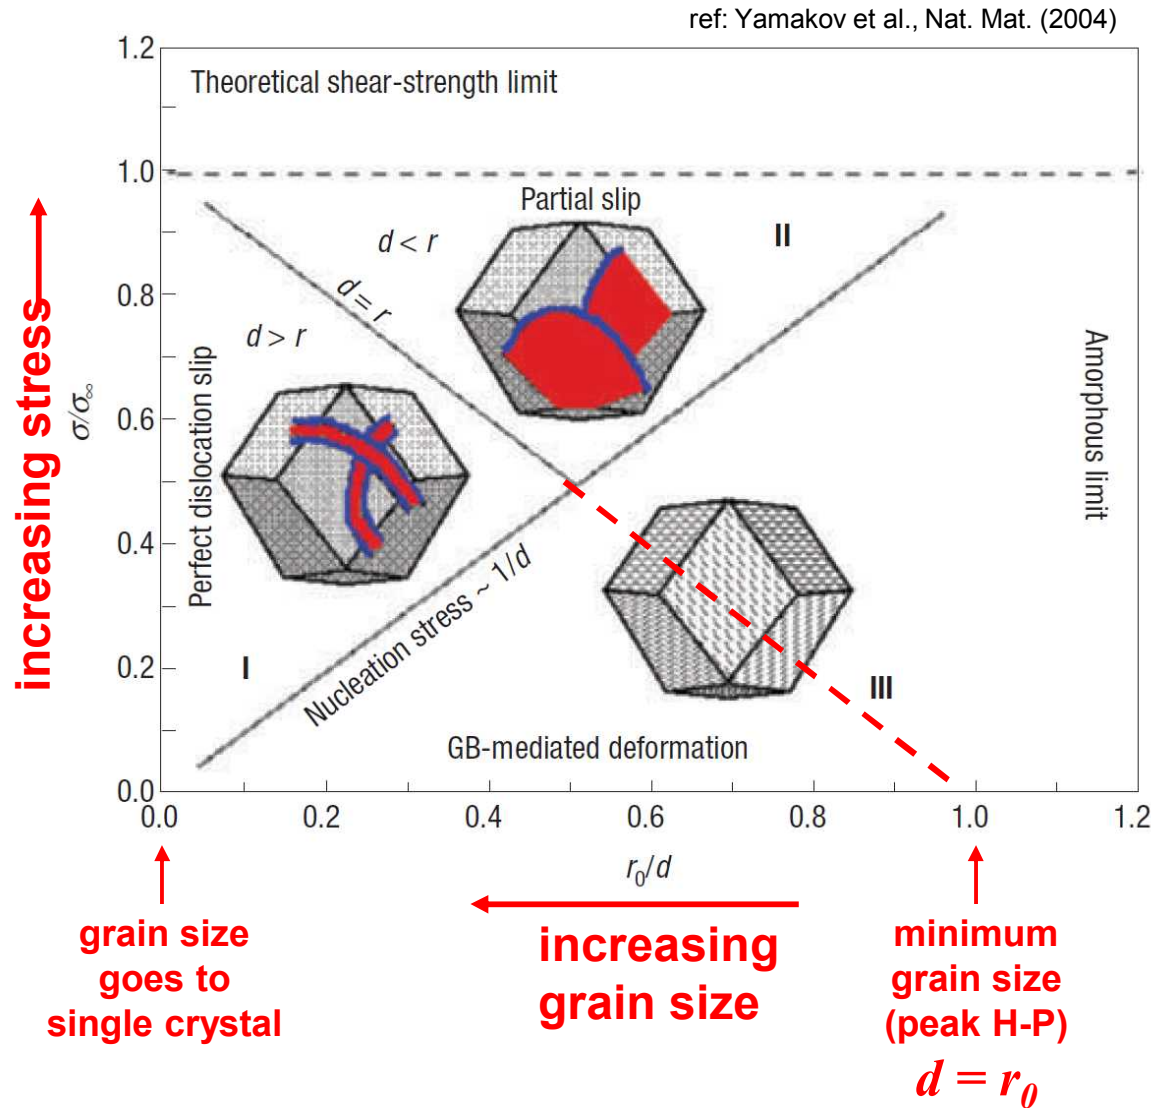 ref: Yamakov et al., Nat. Mat. (2004)
1.2
Theoretical shear-strength limit
1.0
Partial slip
d < r
II
d = r
0.8
d > r
increasing stress
σ/σ∞
0.6
Perfect dislocation slip
Amorphous limit
0.4
Nucleation stress ~ 1/d
0.2
I
III
GB-mediated deformation
0.0
0.0 0.2 0.4 0.6 0.8 1.0 1.2
r₀/d
grain size
goes to
single crystal
increasing
grain size
minimum
grain size
(peak H-P)
d = r₀